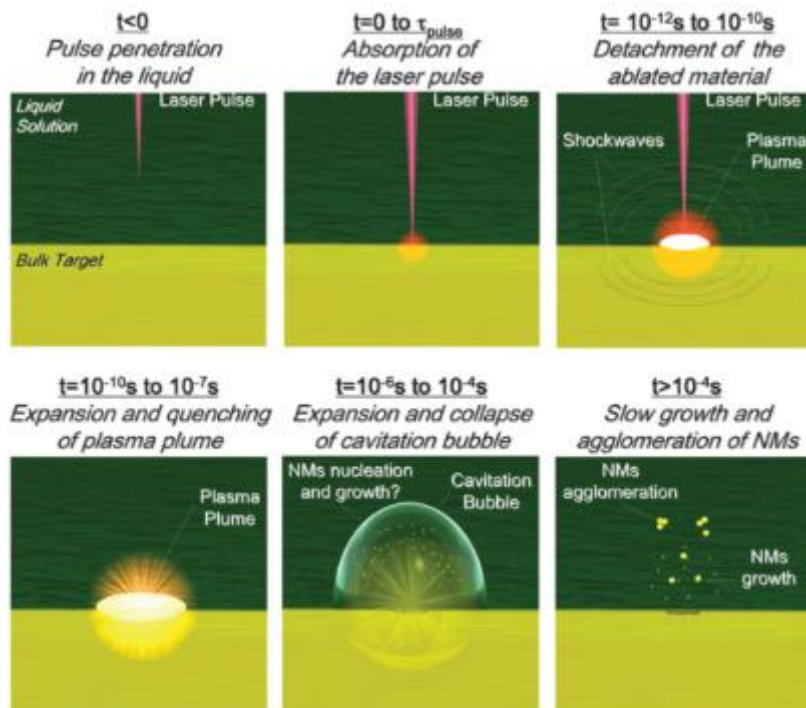 t<0
Pulse penetration
in the liquid
Liquid
Solution
Laser Pulse
Bulk Target
t=0 to τpulse
Absorption of
the laser pulse
Laser Pulse
t= 10⁻¹²s to 10⁻¹⁰s
Detachment of the
ablated material
Laser Pulse
Shockwaves
Plasma
Plume
t=10⁻¹⁰s to 10⁻⁷s
Expansion and quenching
of plasma plume
Plasma
Plume
t=10⁻⁶s to 10⁻⁴s
Expansion and collapse
of cavitation bubble
NMs nucleation
and growth?
Cavitation
Bubble
t>10⁻⁴s
Slow growth and
agglomeration of NMs
NMs
agglomeration
NMs
growth